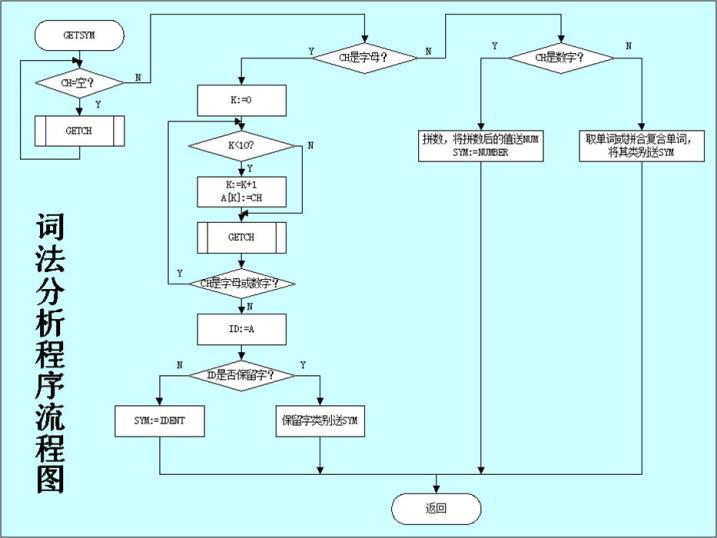 GETSYM
CH=空?
N
Y
GETCH
Y
CH是字母?
N
K:=0
K<10?
N
Y
K:=K+1
A[K]:=CH
GETCH
Y
CH是字母或数字?
N
ID:=A
N
ID是否保留字?
Y
SYM:=IDENT
保留字类别送SYM
Y
CH是数字?
N
拼数，将拼数后的值送NUM
SYM:=NUMBER
取单词或拼合复合单词，
将其类别送SYM
返回
词法分析程序流程图